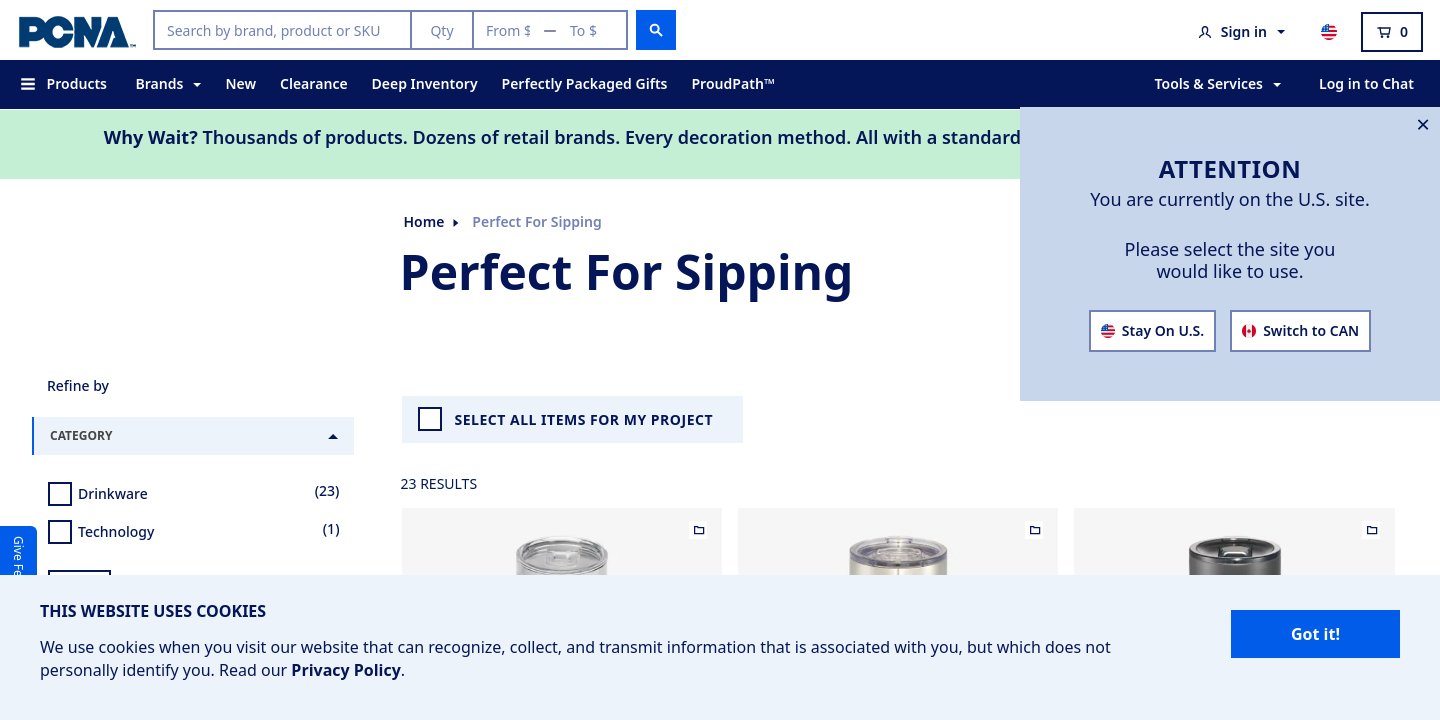 PCNA
Search by brand, product or SKU
Qty
From $ — To $
Sign in
0
Products
Brands
New
Clearance
Deep Inventory
Perfectly Packaged Gifts
ProudPath™
Tools & Services
Log in to Chat
Why Wait? Thousands of products. Dozens of retail brands. Every decoration method. All with a standard
ATTENTION
You are currently on the U.S. site.
Please select the site you
would like to use.
Stay On U.S.
Switch to CAN
Home
Perfect For Sipping
Perfect For Sipping
Refine by
CATEGORY
Drinkware (23)
Technology (1)
SELECT ALL ITEMS FOR MY PROJECT
23 RESULTS
Give Fe
THIS WEBSITE USES COOKIES
We use cookies when you visit our website that can recognize, collect, and transmit information that is associated with you, but which does not
personally identify you. Read our Privacy Policy.
Got it!